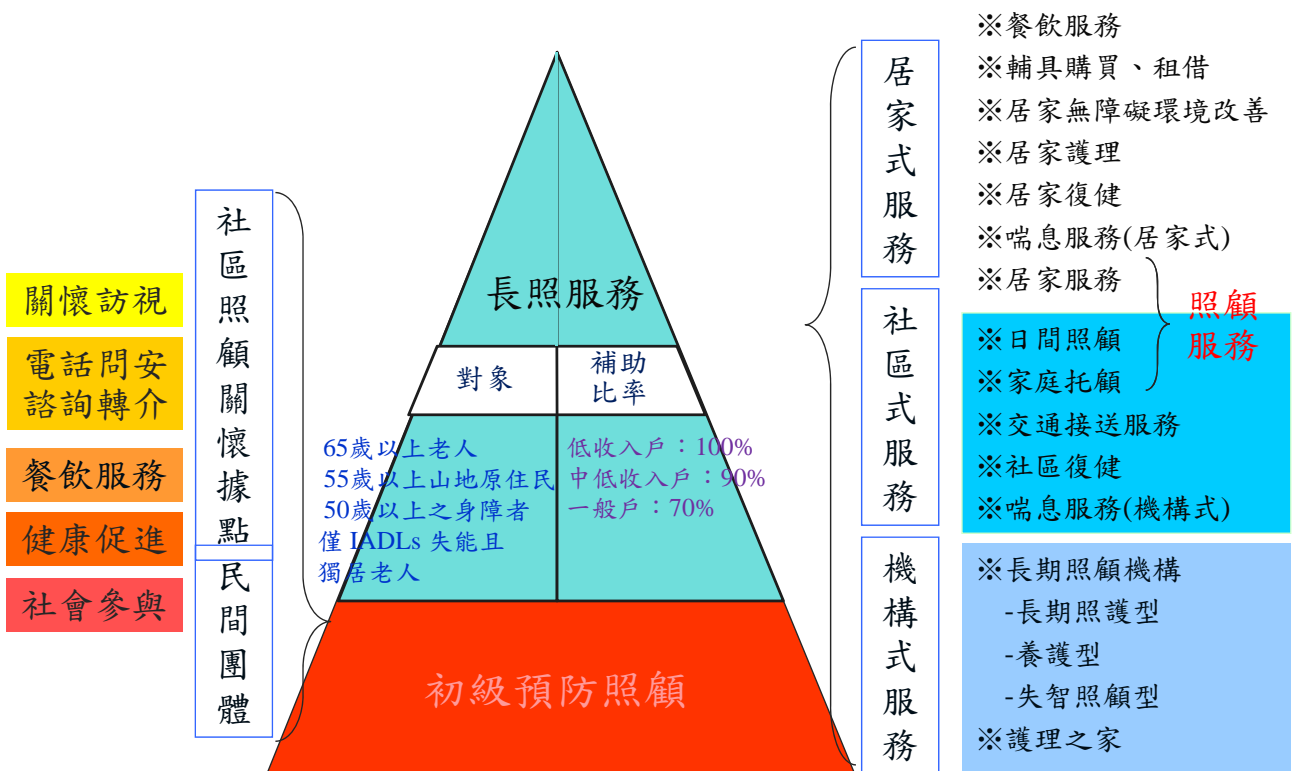 關懷訪視
電話問安
諮詢轉介
餐飲服務
健康促進
社會參與
社區照顧關懷據點
民間團體
長照服務
對象
補助
比率
65歲以上老人
55歲以上山地原住民
50歲以上之身障者
僅 IADLs 失能且
獨居老人
低收入戶：100%
中低收入戶：90%
一般戶：70%
初級預防照顧
居家式服務
社區式服務
機構式服務
※餐飲服務
※輔具購買、租借
※居家無障礙環境改善
※居家護理
※居家復健
※喘息服務(居家式)
※居家服務
照顧
服務
※日間照顧
※家庭托顧
※交通接送服務
※社區復健
※喘息服務(機構式)
※長期照顧機構
-長期照護型
-養護型
-失智照顧型
※護理之家